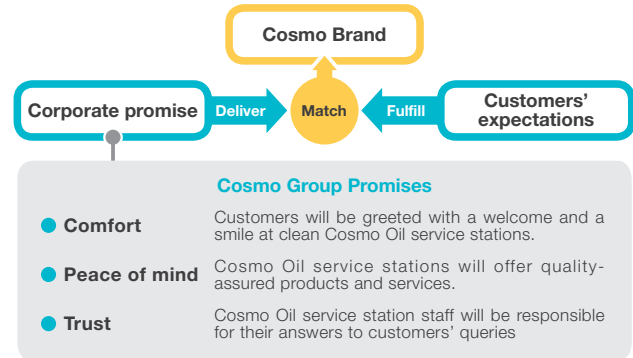 Cosmo Brand
Corporate promise
Deliver
Match
Fulfill
Customers'
expectations
Cosmo Group Promises
Comfort
Customers will be greeted with a welcome and a
smile at clean Cosmo Oil service stations.
Peace of mind
Cosmo Oil service stations will offer quality-
assured products and services.
Trust
Cosmo Oil service station staff will be responsible
for their answers to customers' queries